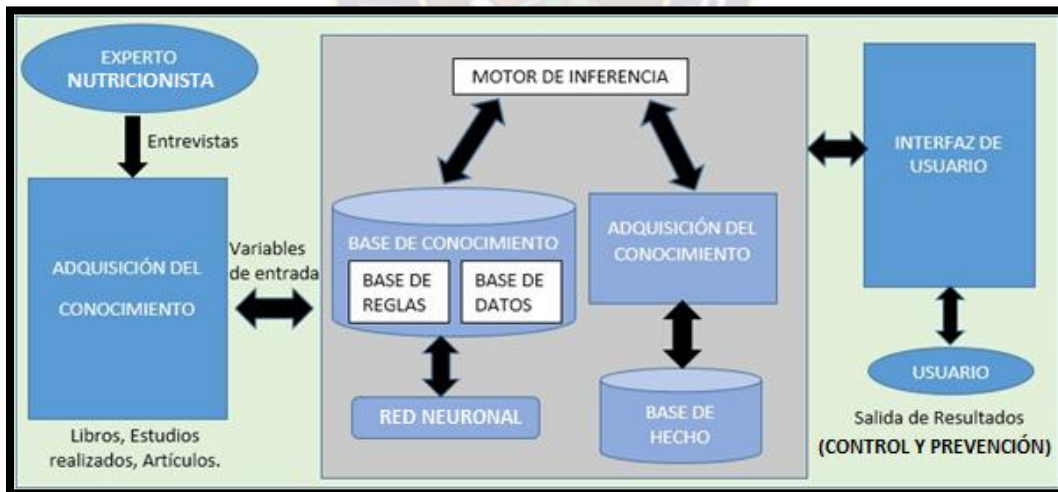 EXPERTO
NUTRICIONISTA
Entrevistas
ADQUISICIÓN DEL
CONOCIMIENTO
Libros, Estudios
realizados, Artículos.
Variables
de entrada
MOTOR DE INFERENCIA
BASE DE CONOCIMIENTO
BASE DE
REGLAS
BASE DE
DATOS
RED NEURONAL
ADQUISICIÓN DEL
CONOCIMIENTO
BASE DE
HECHO
INTERFAZ DE
USUARIO
USUARIO
Salida de Resultados
(CONTROL Y PREVENCIÓN)